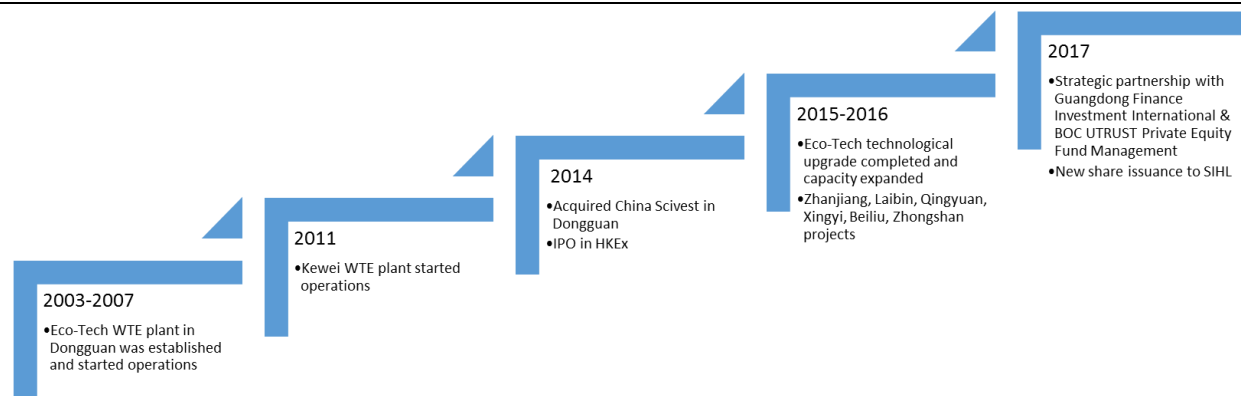 2003-2007
•Eco-Tech WTE plant in
Dongguan was established
and started operations
2011
•Kewei WTE plant started
operations
2014
•Acquired China Scivest in
Dongguan
•IPO in HKEx
2015-2016
•Eco-Tech technological
upgrade completed and
capacity expanded
•Zhanjiang, Laibin, Qingyuan,
Xingyi, Beiliu, Zhongshan
projects
2017
•Strategic partnership with
Guangdong Finance
Investment International &
BOC UTRUST Private Equity
Fund Management
•New share issuance to SIHL